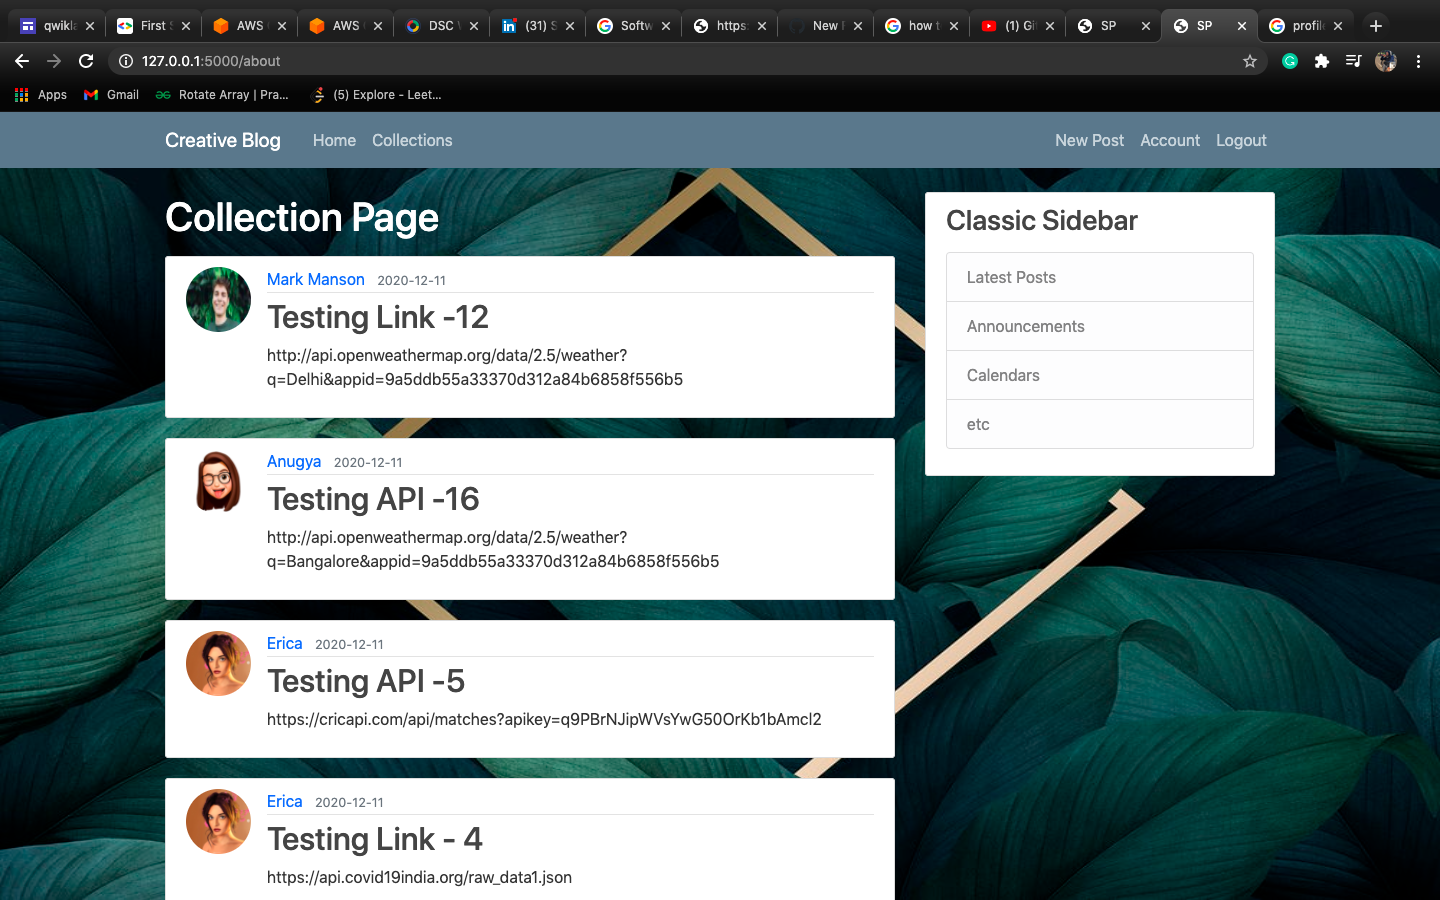 qwikla
First S
AWS
AWS
DSC
(31) S
Softw
https:
New
how t
(1) Gi
SP
SP
profile
127.0.0.1:5000/about
Apps
Gmail
Rotate Array | Pra...
(5) Explore - Leet...
Creative Blog
Home
Collections
New Post
Account
Logout
Collection Page
Mark Manson 2020-12-11
Testing Link -12
http://api.openweathermap.org/data/2.5/weather?
q=Delhi&appid=9a5ddb55a33370d312a84b6858f556b5
Anugya 2020-12-11
Testing API -16
http://api.openweathermap.org/data/2.5/weather?
q=Bangalore&appid=9a5ddb55a33370d312a84b6858f556b5
Erica 2020-12-11
Testing API -5
https://cricapi.com/api/matches?apikey=q9PBrNJipWVsYwG50OrKb1bAmcl2
Erica 2020-12-11
Testing Link - 4
https://api.covid19india.org/raw_data1.json
Classic Sidebar
Latest Posts
Announcements
Calendars
etc